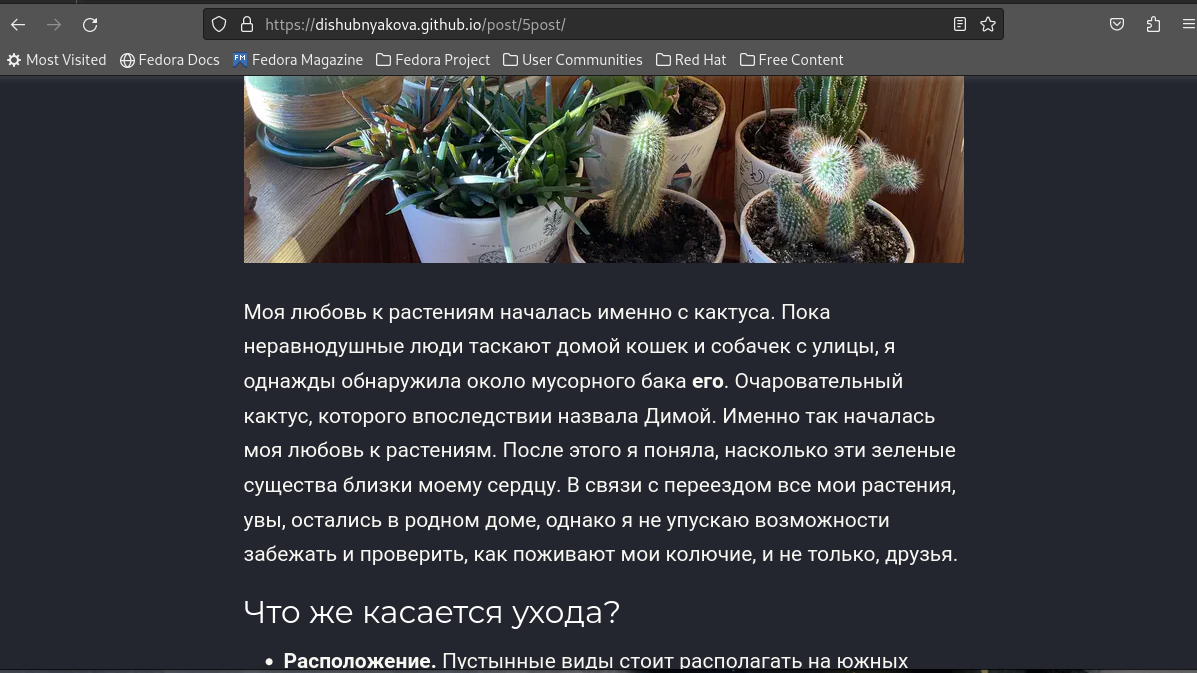 https://dishubnyakova.github.io/post/5post/
Most Visited Fedora Docs Fedora Magazine Fedora Project User Communities Red Hat Free Content
Моя любовь к растениям началась именно с кактуса. Пока
неравнодушные люди таскают домой кошек и собачек с улицы, я
однажды обнаружила около мусорного бака его. Очаровательный
кактус, которого впоследствии назвала Димой. Именно так началась
моя любовь к растениям. После этого я поняла, насколько эти зеленые
существа близки моему сердцу. В связи с переездом все мои растения,
увы, остались в родном доме, однако я не упускаю возможности
забежать и проверить, как поживают мои колючие, и не только, друзья.
Что же касается ухода?
• Расположение. Пустынные виды стоит располагать на южных